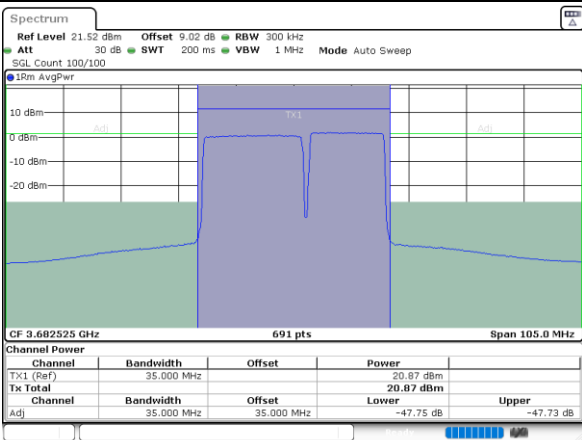 Spectrum
Ref Level 21.52 dBm Offset 9.02 dB RBW 300 kHz
Att 30 dB SWT 200 ms VBW 1 MHz Mode Auto Sweep
SGL Count 100/100
1Rm AvgPwr
10 dBm
TX1
Adj Adj
0 dBm
-10 dBm
-20 dBm
CF 3.682525 GHz 691 pts Span 105.0 MHz
Channel Power
Channel Bandwidth Offset Power
TX1 (Ref) 35.000 MHz 20.87 dBm
Tx Total 20.87 dBm
Channel Bandwidth Offset Lower Upper
Adj 35.000 MHz 35.000 MHz -47.75 dB -47.73 dB